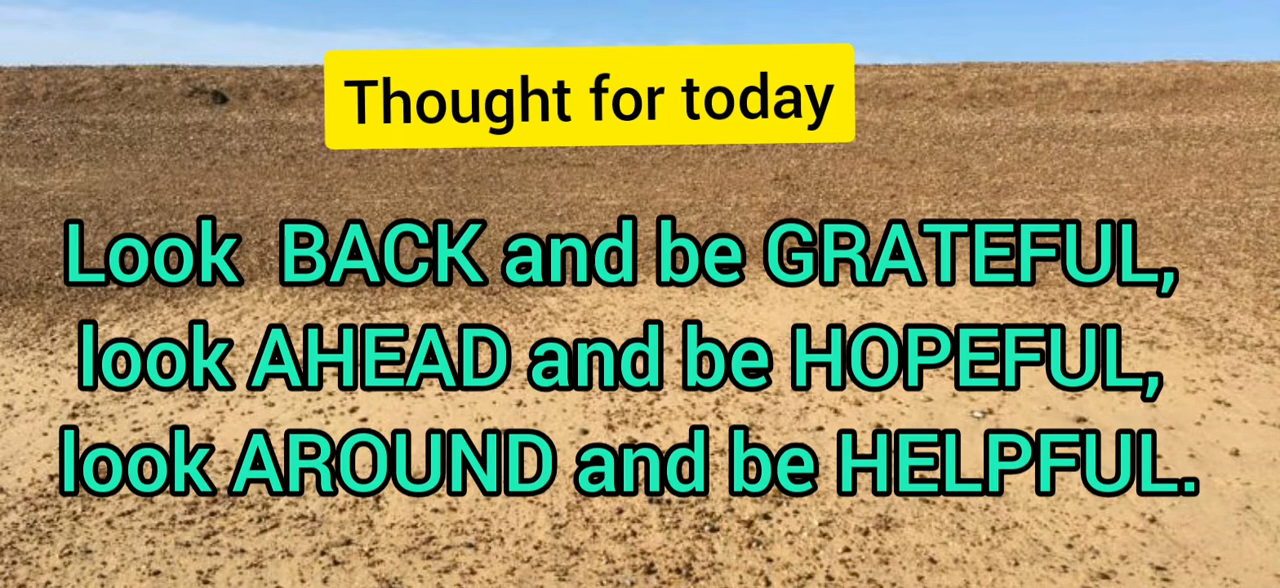 Thought for today
Look BACK and be GRATEFUL,
look AHEAD and be HOPEFUL,
look AROUND and be HELPFUL.